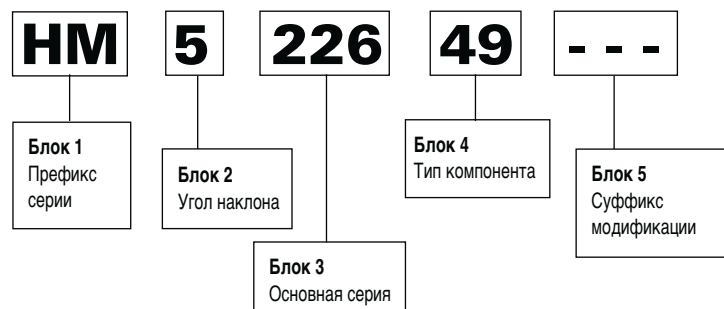 HM 5 226 49 - - -
Блок 1
Префикс
серии
Блок 2
Угол наклона
Блок 3
Основная серия
Блок 4
Тип компонента
Блок 5
Суффикс
модификации